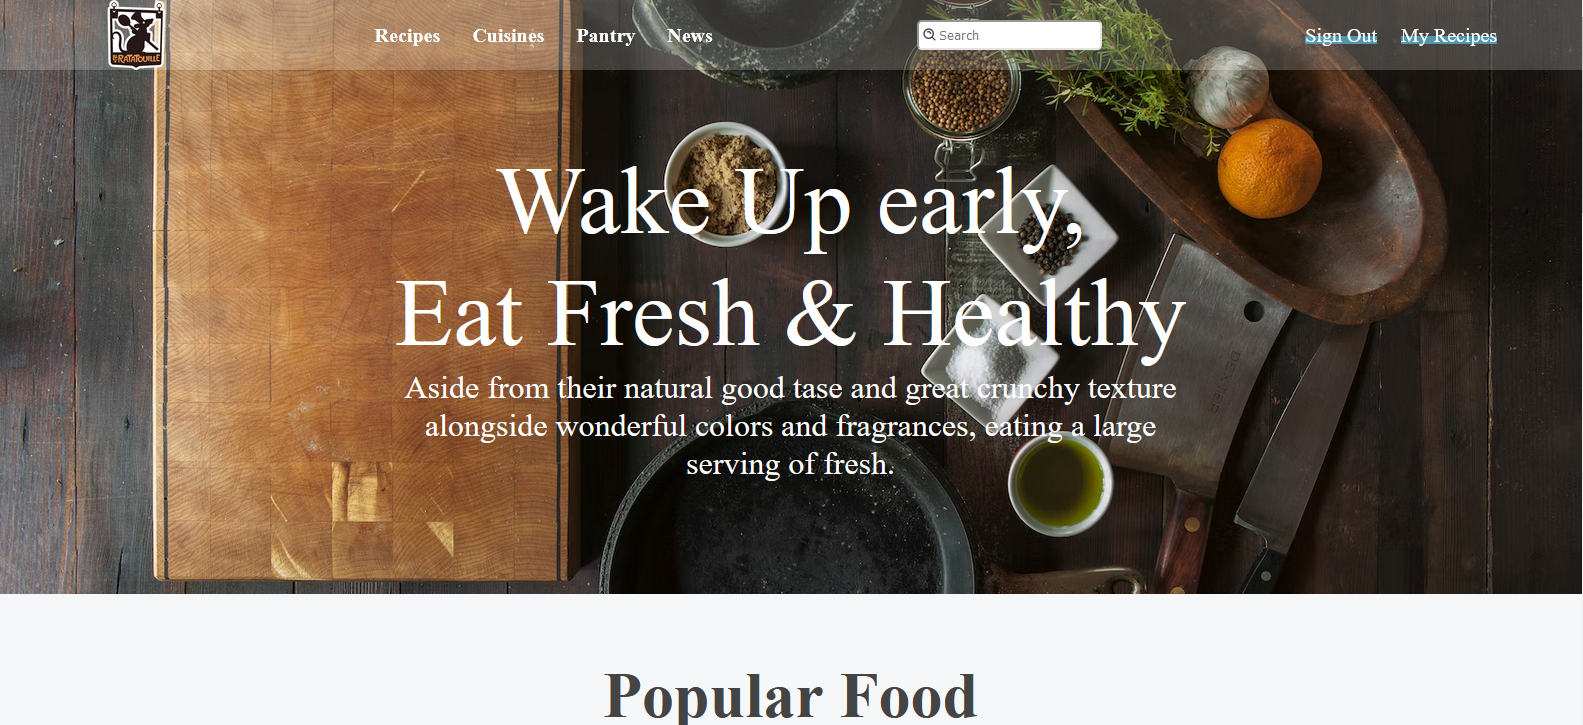 RATATOUILLE
Recipes Cuisines Pantry News Search Sign Out My Recipes
Wake Up early,
Eat Fresh & Healthy
Aside from their natural good tase and great crunchy texture
alongside wonderful colors and fragrances, eating a large
serving of fresh.
Popular Food